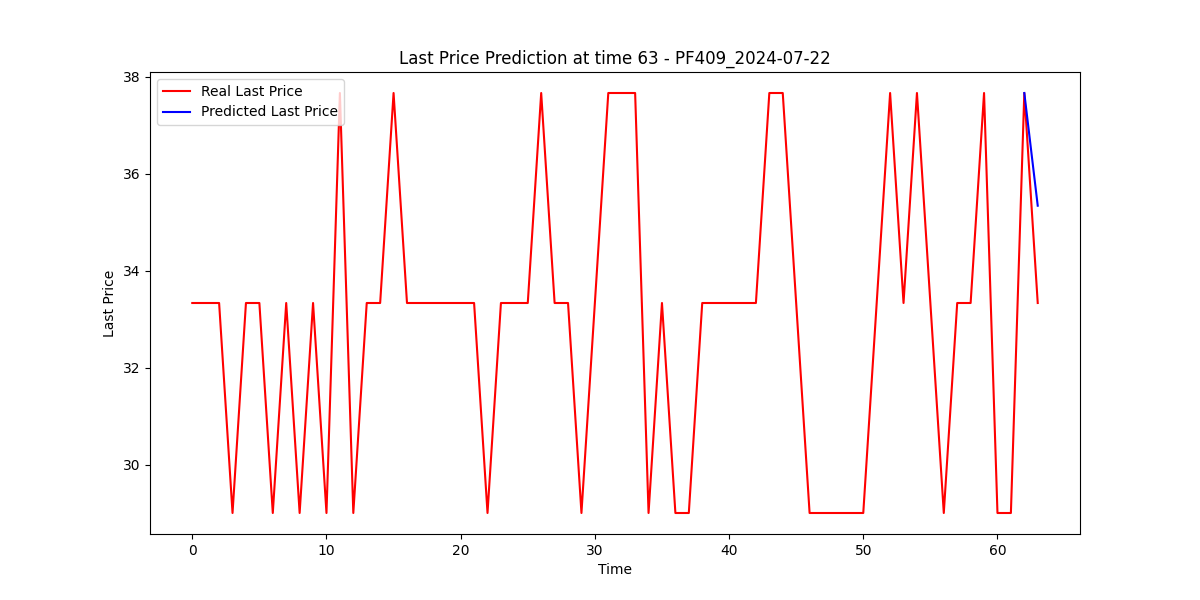 Last Price Prediction at time 63 - PF409_2024-07-22
Real Last Price
Predicted Last Price
38
36
34
32
30
Last Price
0 10 20 30 40 50 60
Time